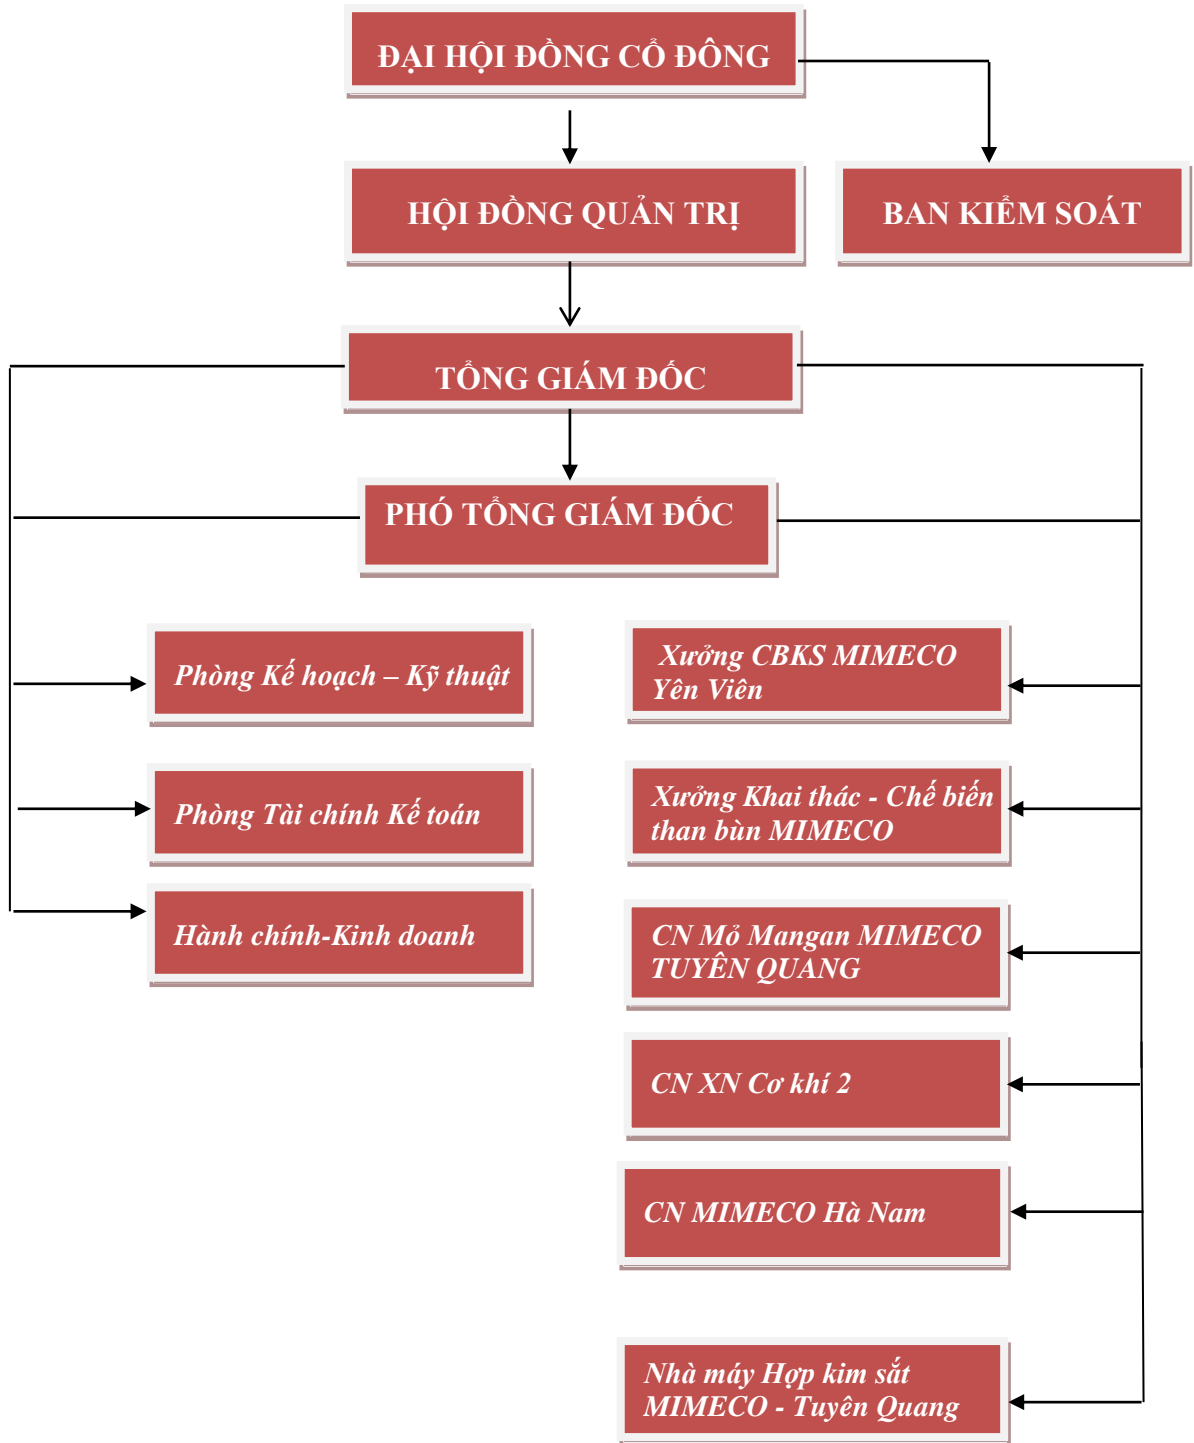 ĐẠI HỘI ĐỒNG CỔ ĐÔNG
HỘI ĐỒNG QUẢN TRỊ
BAN KIỂM SOÁT
TỔNG GIÁM ĐỐC
PHÓ TỔNG GIÁM ĐỐC
Phòng Kế hoạch – Kỹ thuật
Phòng Tài chính Kế toán
Hành chính-Kinh doanh
Xưởng CBKS MIMECO
Yên Viên
Xưởng Khai thác - Chế biến
than bùn MIMECO
CN Mỏ Mangan MIMECO
TUYÊN QUANG
CN XN Cơ khí 2
CN MIMECO Hà Nam
Nhà máy Hợp kim sắt
MIMECO - Tuyên Quang